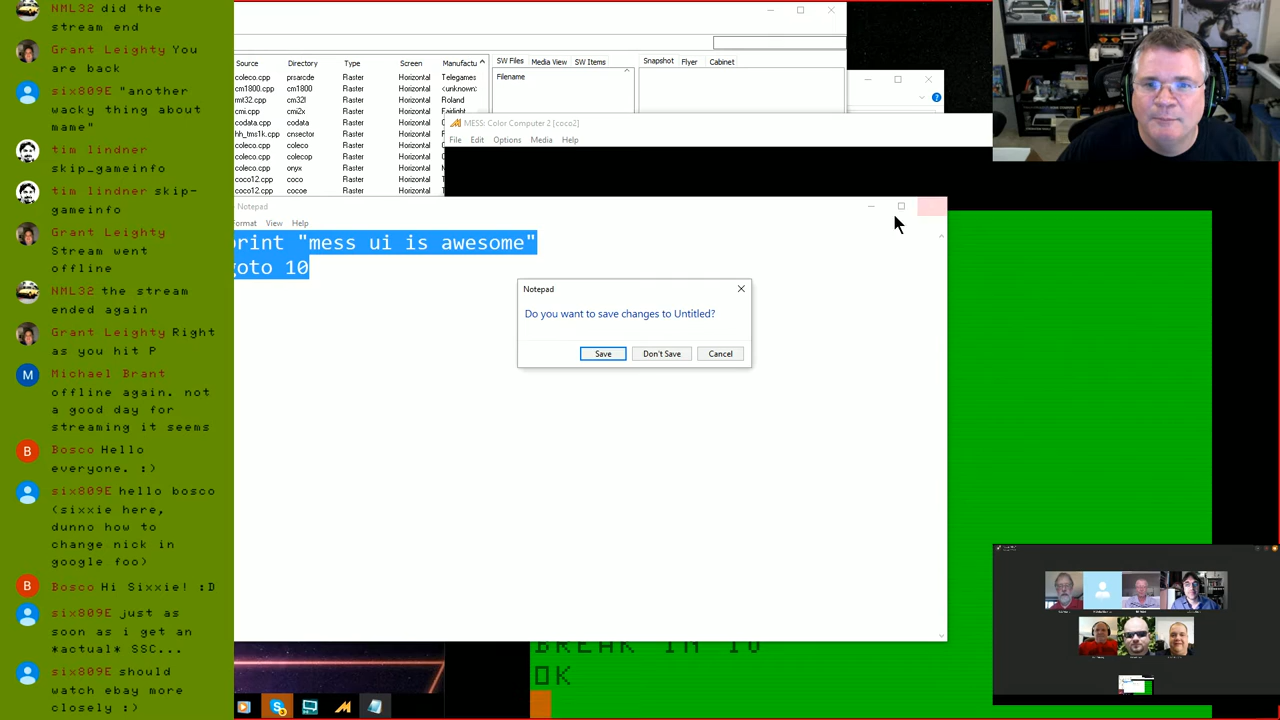 NML32 did the
stream end
Grant Leighty You
are back
six809E "another
wacky thing about
mame"
tim lindner
skip_gameinfo
tim lindner skip-
gameinfo
Grant Leighty
Stream went
offline
NML32 the stream
ended again
Grant Leighty Right
as you hit P
Michael Brant
offline again. not
a good day for
streaming it seems
Bosco Hello
everyone. :)
six809E hello bosco
(sixxie here,
dunno how to
change nick in
google foo)
Bosco Hi Sixxie! :D
six809E just as
soon as i get an
*actual* SSC...
six809E should
watch ebay more
closely :)
M
B
B
Source Directory Type Screen Manufactu
coleco.cpp prsarcde Raster Horizontal Telegames
cm1800.cpp cm1800 Raster Horizontal <unknown:
rmt32.cpp cm32l Raster Horizontal Roland
cmi.cpp cmi2x Raster Horizontal Fairlight
codata.cpp codata Raster Horizontal
hh_tms1k.cpp cnsector Raster Horizontal
coleco.cpp coleco Raster Horizontal
coleco.cpp colecop Raster Horizontal
coleco.cpp onyx Raster Horizontal
coco12.cpp coco Raster Horizontal
coco12.cpp cocoe Raster Horizontal
SW Files Media View SW Items
Filename
Snapshot Flyer Cabinet
MESS: Color Computer 2 [coco2]
File Edit Options Media Help
Notepad
ormat View Help
rint "mess ui is awesome"
oto 10
Notepad
Do you want to save changes to Untitled?
Save Don't Save Cancel
BREAK IN 10
OK